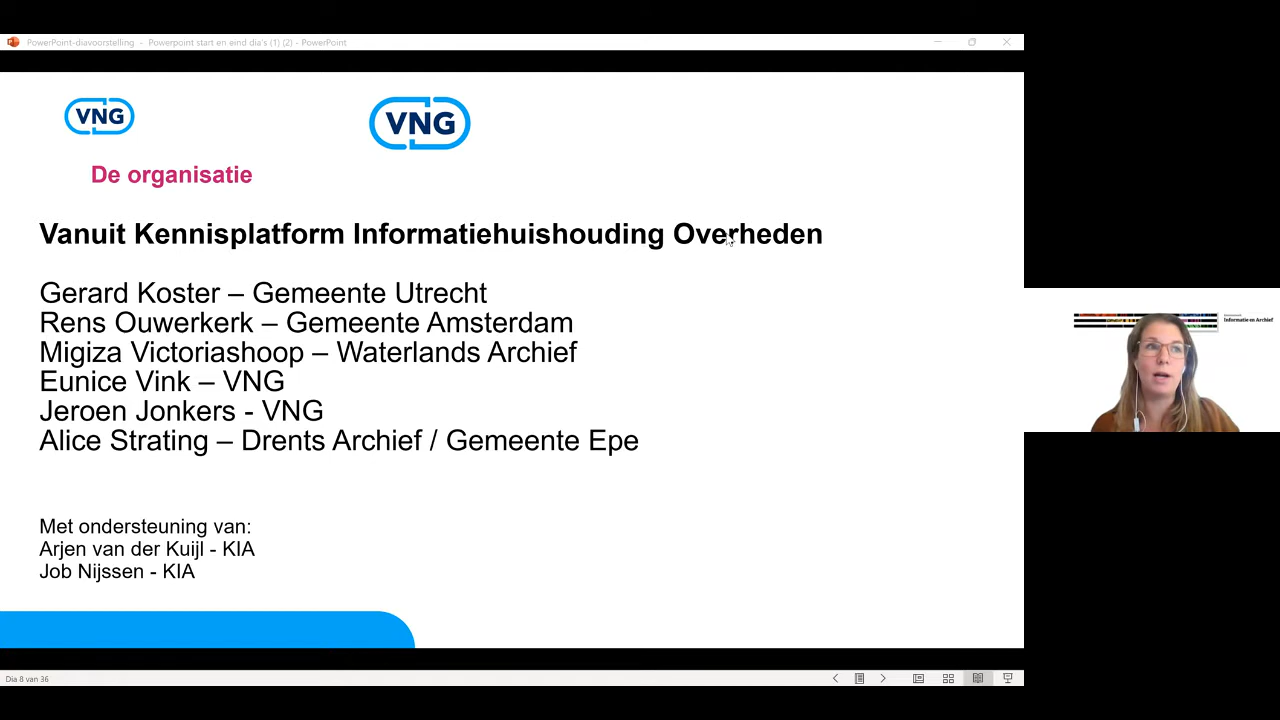 PowerPoint-diavoorstelling - Powerpoint start en eind dia's (1) (2) - PowerPoint
VNG
VNG
De organisatie
Vanuit Kennisplatform Informatiehuishouding Overheden
Gerard Koster – Gemeente Utrecht
Rens Ouwerkerk – Gemeente Amsterdam
Migiza Victoriashoop – Waterlands Archief
Eunice Vink – VNG
Jeroen Jonkers - VNG
Alice Strating – Drents Archief / Gemeente Epe
Met ondersteuning van:
Arjen van der Kuijl - KIA
Job Nijssen - KIA
Informatie en Archief
Dia 8 van 36